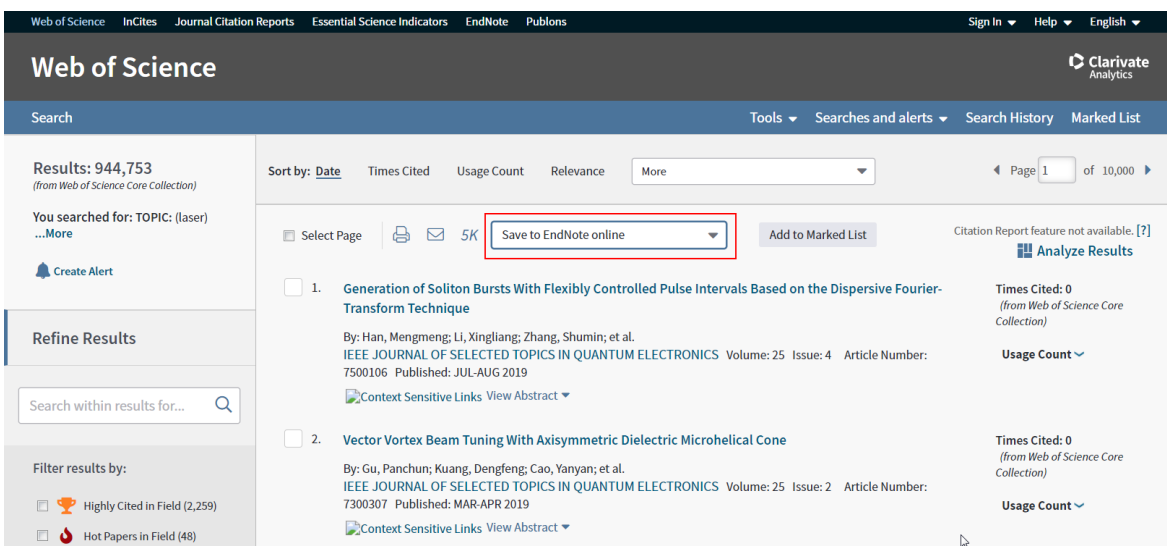 Web of Science InCites Journal Citation Reports Essential Science Indicators EndNote Publons Sign In Help English
Web of Science
Clarivate
Analytics
Search Tools Searches and alerts Search History Marked List
Results: 944,753
(from Web of Science Core Collection)
You searched for: TOPIC: (laser)
...More
Create Alert
Refine Results
Search within results for...
Filter results by:
Highly Cited in Field (2,259)
Hot Papers in Field (48)
Sort by: Date Times Cited Usage Count Relevance More Page 1 of 10,000
Select Page 5K Save to EndNote online Add to Marked List
Citation Report feature not available. [?]
Analyze Results
1. Generation of Soliton Bursts With Flexibly Controlled Pulse Intervals Based on the Dispersive Fourier-
Transform Technique
By: Han, Mengmeng; Li, Xingliang; Zhang, Shumin; et al.
IEEE JOURNAL OF SELECTED TOPICS IN QUANTUM ELECTRONICS Volume: 25 Issue: 4 Article Number:
7500106 Published: JUL-AUG 2019
Context Sensitive Links View Abstract
Times Cited: 0
(from Web of Science Core
Collection)
Usage Count
2. Vector Vortex Beam Tuning With Axisymmetric Dielectric Microhelical Cone
By: Gu, Panchun; Kuang, Dengfeng; Cao, Yanyan; et al.
IEEE JOURNAL OF SELECTED TOPICS IN QUANTUM ELECTRONICS Volume: 25 Issue: 2 Article Number:
7300307 Published: MAR-APR 2019
Context Sensitive Links View Abstract
Times Cited: 0
(from Web of Science Core
Collection)
Usage Count